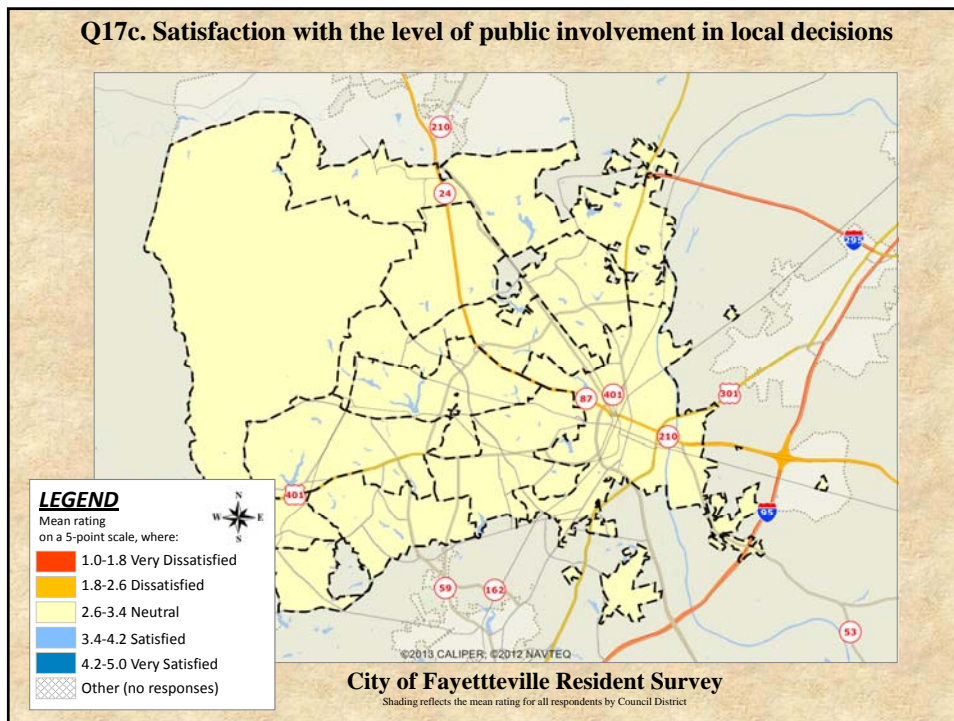 Q17c. Satisfaction with the level of public involvement in local decisions
210
24
295
301
87
401
210
401
95
59
162
53
LEGEND
N
W E
S
Mean rating
on a 5-point scale, where:
1.0-1.8 Very Dissatisfied
1.8-2.6 Dissatisfied
2.6-3.4 Neutral
3.4-4.2 Satisfied
4.2-5.0 Very Satisfied
Other (no responses)
©2013 CALIPER; ©2012 NAVTEQ
City of Fayettteville Resident Survey
Shading reflects the mean rating for all respondents by Council District